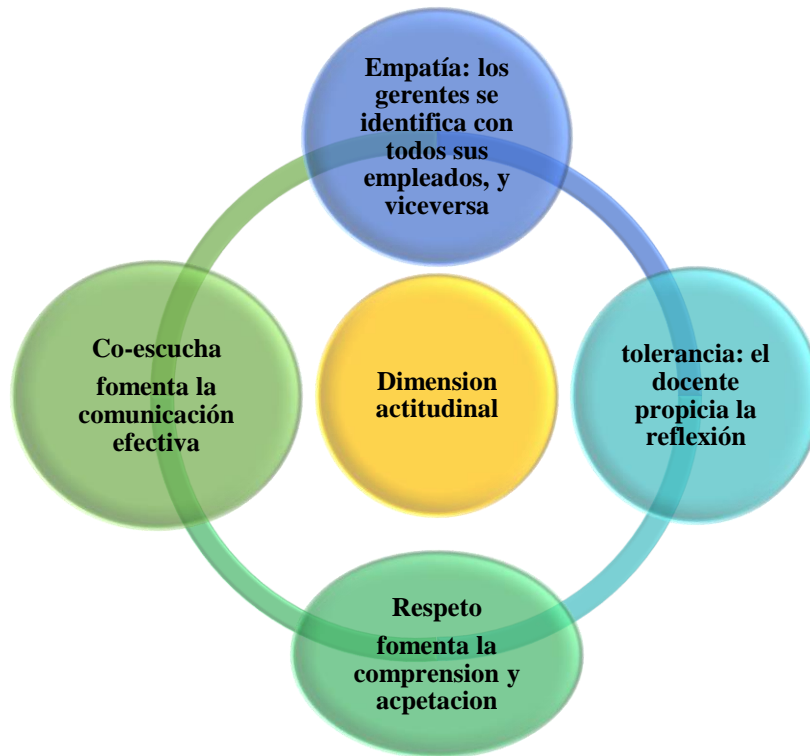 Empatía: los
gerentes se
identifica con
todos sus
empleados, y
viceversa
Co-escucha
fomenta la
comunicación
efectiva
Dimension
actitudinal
tolerancia: el
docente
propicia la
reflexión
Respeto
fomenta la
comprension y
acpetacion